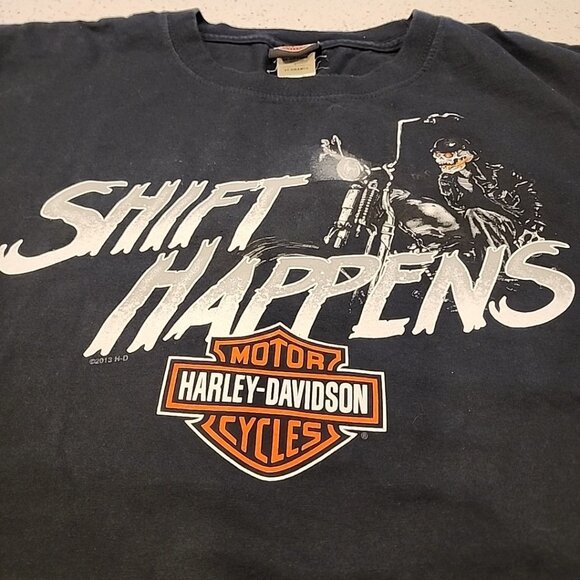 SHIFT
HAPPENS
©2013 H-D
MOTOR
HARLEY-DAVIDSON
CYCLES
®